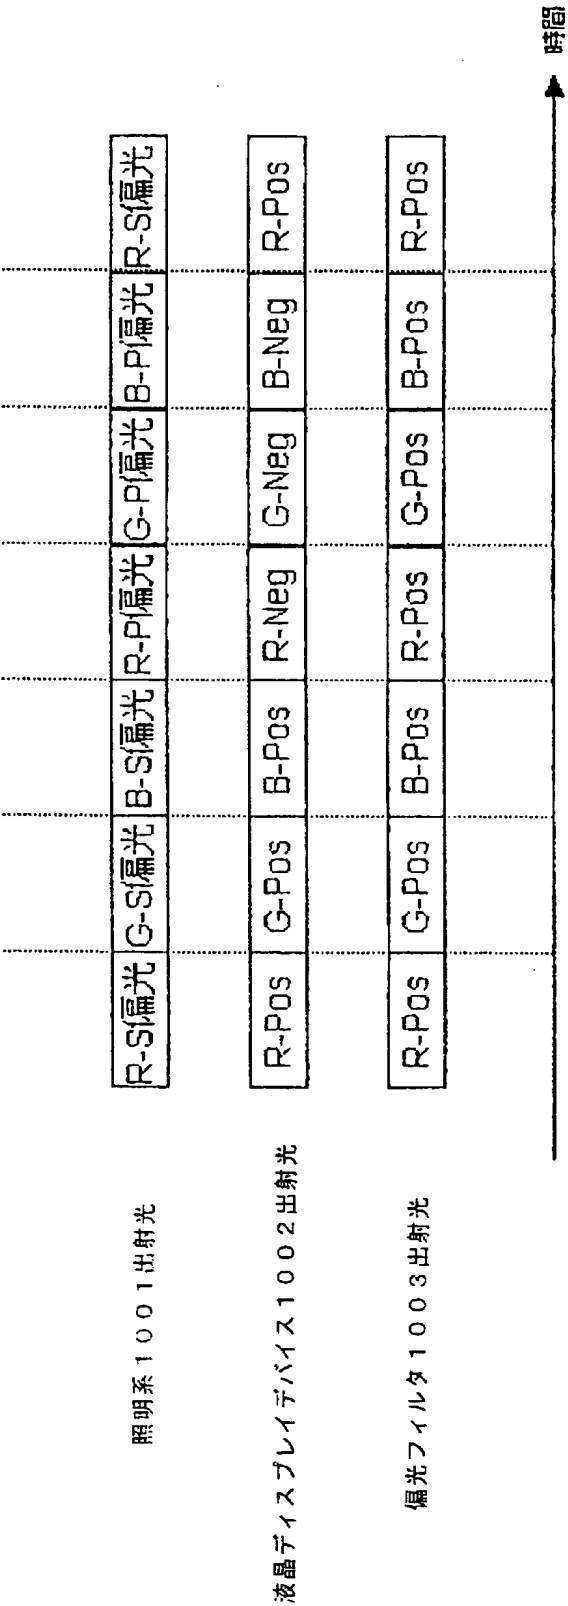 照明系1001出射光
R-S偏光 G-S偏光 B-S偏光 R-P偏光 G-P偏光 B-P偏光 R-S偏光
液晶ディスプレイデバイス1002出射光
R-Pos G-Pos B-Pos R-Neg G-Neg B-Neg R-Pos
偏光フィルタ1003出射光
R-Pos G-Pos B-Pos R-Pos G-Pos B-Pos R-Pos
時間